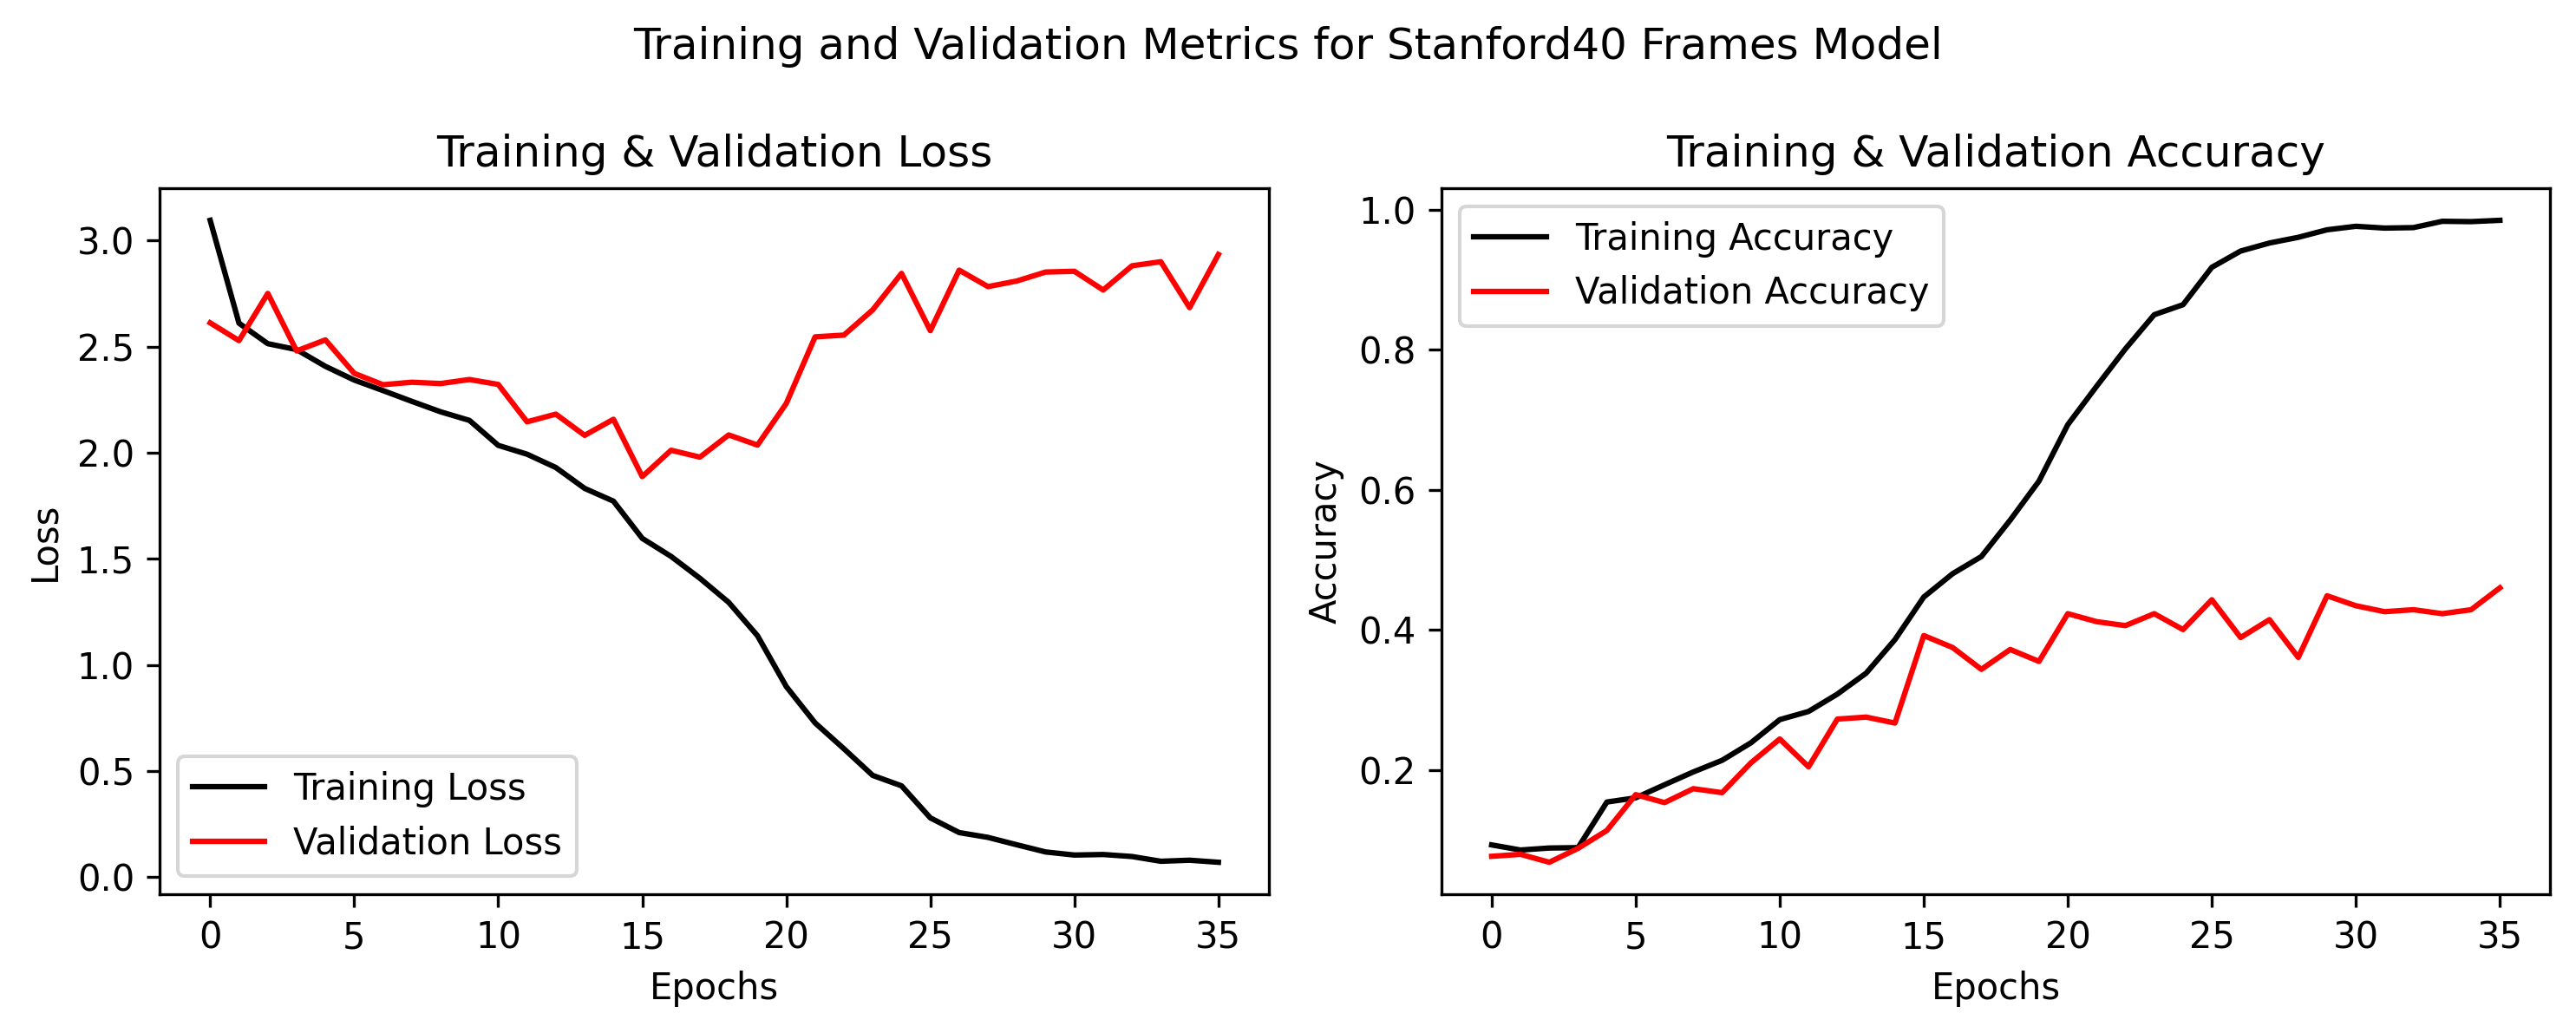 Training and Validation Metrics for Stanford40 Frames Model
Training & Validation Loss
3.0
2.5
2.0
1.5
1.0
0.5
0.0
Loss
Training Loss
Validation Loss
0 5 10 15 20 25 30 35
Epochs
Training & Validation Accuracy
1.0
0.8
0.6
0.4
0.2
Accuracy
Training Accuracy
Validation Accuracy
0 5 10 15 20 25 30 35
Epochs